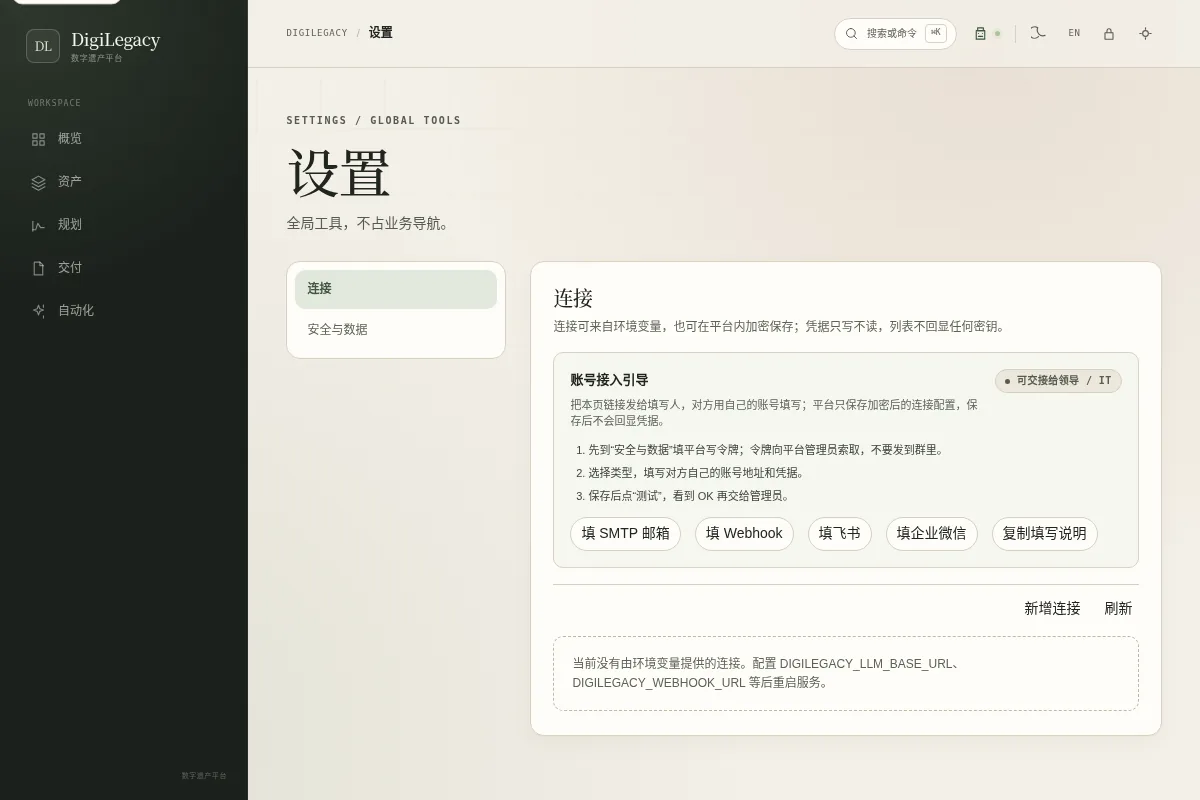 DL
DigiLegacy
数字遗产平台
WORKSPACE
概览
资产
规划
交付
自动化
数字遗产平台
DIGILEGACY / 设置
搜索或命令 ⌘K
EN
SETTINGS / GLOBAL TOOLS
设置
全局工具，不占业务导航。
连接
安全与数据
连接
连接可来自环境变量，也可在平台内加密保存；凭据只写不读，列表不回显任何密钥。
账号接入引导
可交接给领导 / IT
把本页链接发给填写人，对方用自己的账号填写；平台只保存加密后的连接配置，保
存后不会回显凭据。
1. 先到“安全与数据”填平台写令牌；令牌向平台管理员索取，不要发到群里。
2. 选择类型，填写对方自己的账号地址和凭据。
3. 保存后点“测试”，看到 OK 再交给管理员。
填 SMTP 邮箱 填 Webhook 填飞书 填企业微信 复制填写说明
新增连接 刷新
当前没有由环境变量提供的连接。配置 DIGILEGACY_LLM_BASE_URL、
DIGILEGACY_WEBHOOK_URL 等后重启服务。